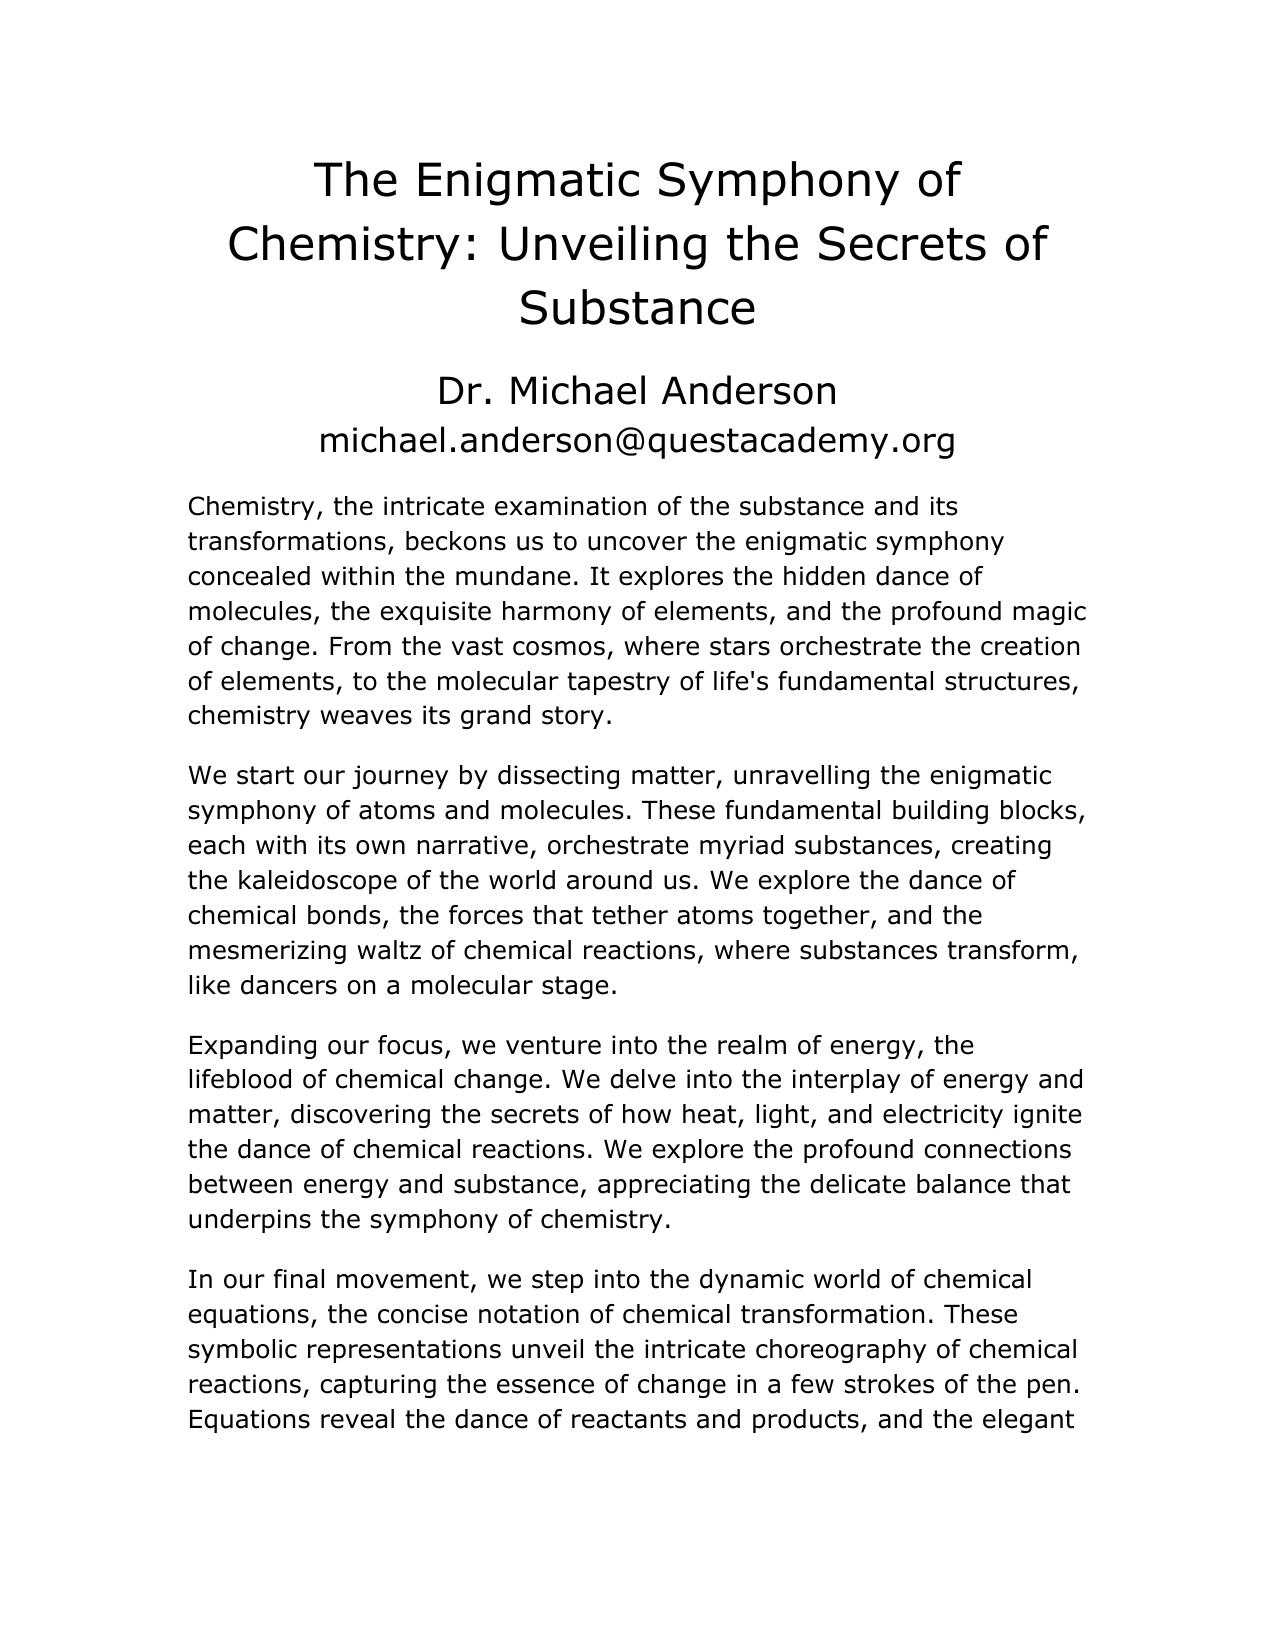 The Enigmatic Symphony of
Chemistry: Unveiling the Secrets of
Substance
Dr. Michael Anderson
michael.anderson@questacademy.org
Chemistry, the intricate examination of the substance and its
transformations, beckons us to uncover the enigmatic symphony
concealed within the mundane. It explores the hidden dance of
molecules, the exquisite harmony of elements, and the profound magic
of change. From the vast cosmos, where stars orchestrate the creation
of elements, to the molecular tapestry of life's fundamental structures,
chemistry weaves its grand story.
We start our journey by dissecting matter, unravelling the enigmatic
symphony of atoms and molecules. These fundamental building blocks,
each with its own narrative, orchestrate myriad substances, creating
the kaleidoscope of the world around us. We explore the dance of
chemical bonds, the forces that tether atoms together, and the
mesmerizing waltz of chemical reactions, where substances transform,
like dancers on a molecular stage.
Expanding our focus, we venture into the realm of energy, the
lifeblood of chemical change. We delve into the interplay of energy and
matter, discovering the secrets of how heat, light, and electricity ignite
the dance of chemical reactions. We explore the profound connections
between energy and substance, appreciating the delicate balance that
underpins the symphony of chemistry.
In our final movement, we step into the dynamic world of chemical
equations, the concise notation of chemical transformation. These
symbolic representations unveil the intricate choreography of chemical
reactions, capturing the essence of change in a few strokes of the pen.
Equations reveal the dance of reactants and products, and the elegant